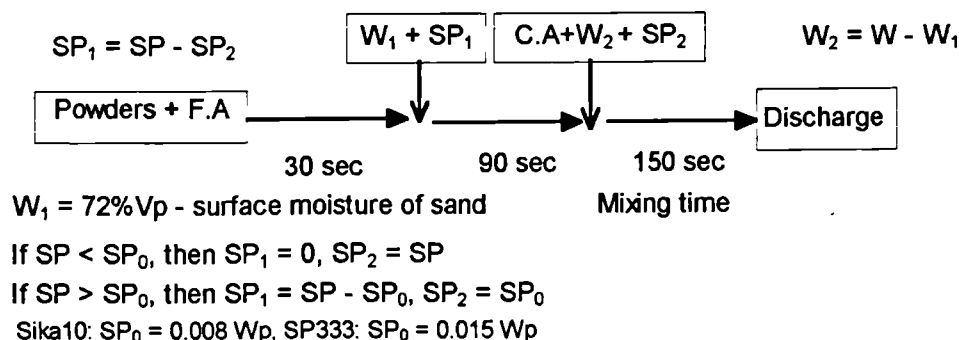 SP₁ = SP - SP₂
W₁ + SP₁
C.A+W₂ + SP₂
W₂ = W - W₁
Powders + F.A
Discharge
30 sec
90 sec
150 sec
W₁ = 72%Vp - surface moisture of sand
Mixing time
If SP < SP₀, then SP₁ = 0, SP₂ = SP
If SP > SP₀, then SP₁ = SP - SP₀, SP₂ = SP₀
Sika10: SP₀ = 0.008 Wp, SP333: SP₀ = 0.015 Wp